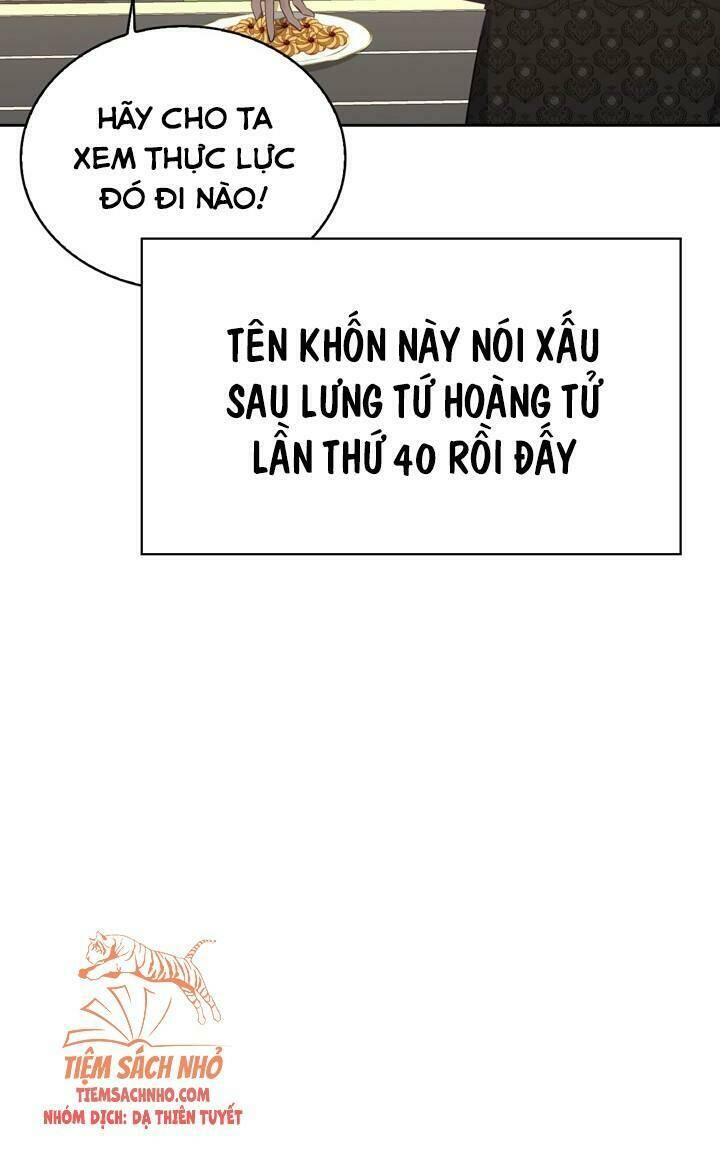 HÃY CHO TA
XEM THỰC LỰC
ĐÓ ĐI NÀO!
TÊN KHỐN NÀY NÓI XẤU
SAU LƯNG TỨ HOÀNG TỬ
LẦN THỨ 40 RỒI ĐẤY
TIỆM SÁCH NHỎ
TIEMSACHNHO.COM
NHÓM DỊCH: DẠ THIÊN TUYẾT